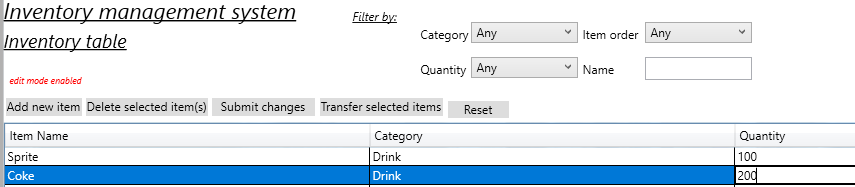 Inventory management system
Filter by:
Category Any Item order Any
Inventory table
Quantity Any Name
edit mode enabled
Add new item Delete selected item(s) Submit changes Transfer selected items Reset
Item Name Category Quantity
Sprite Drink 100
Coke Drink 200